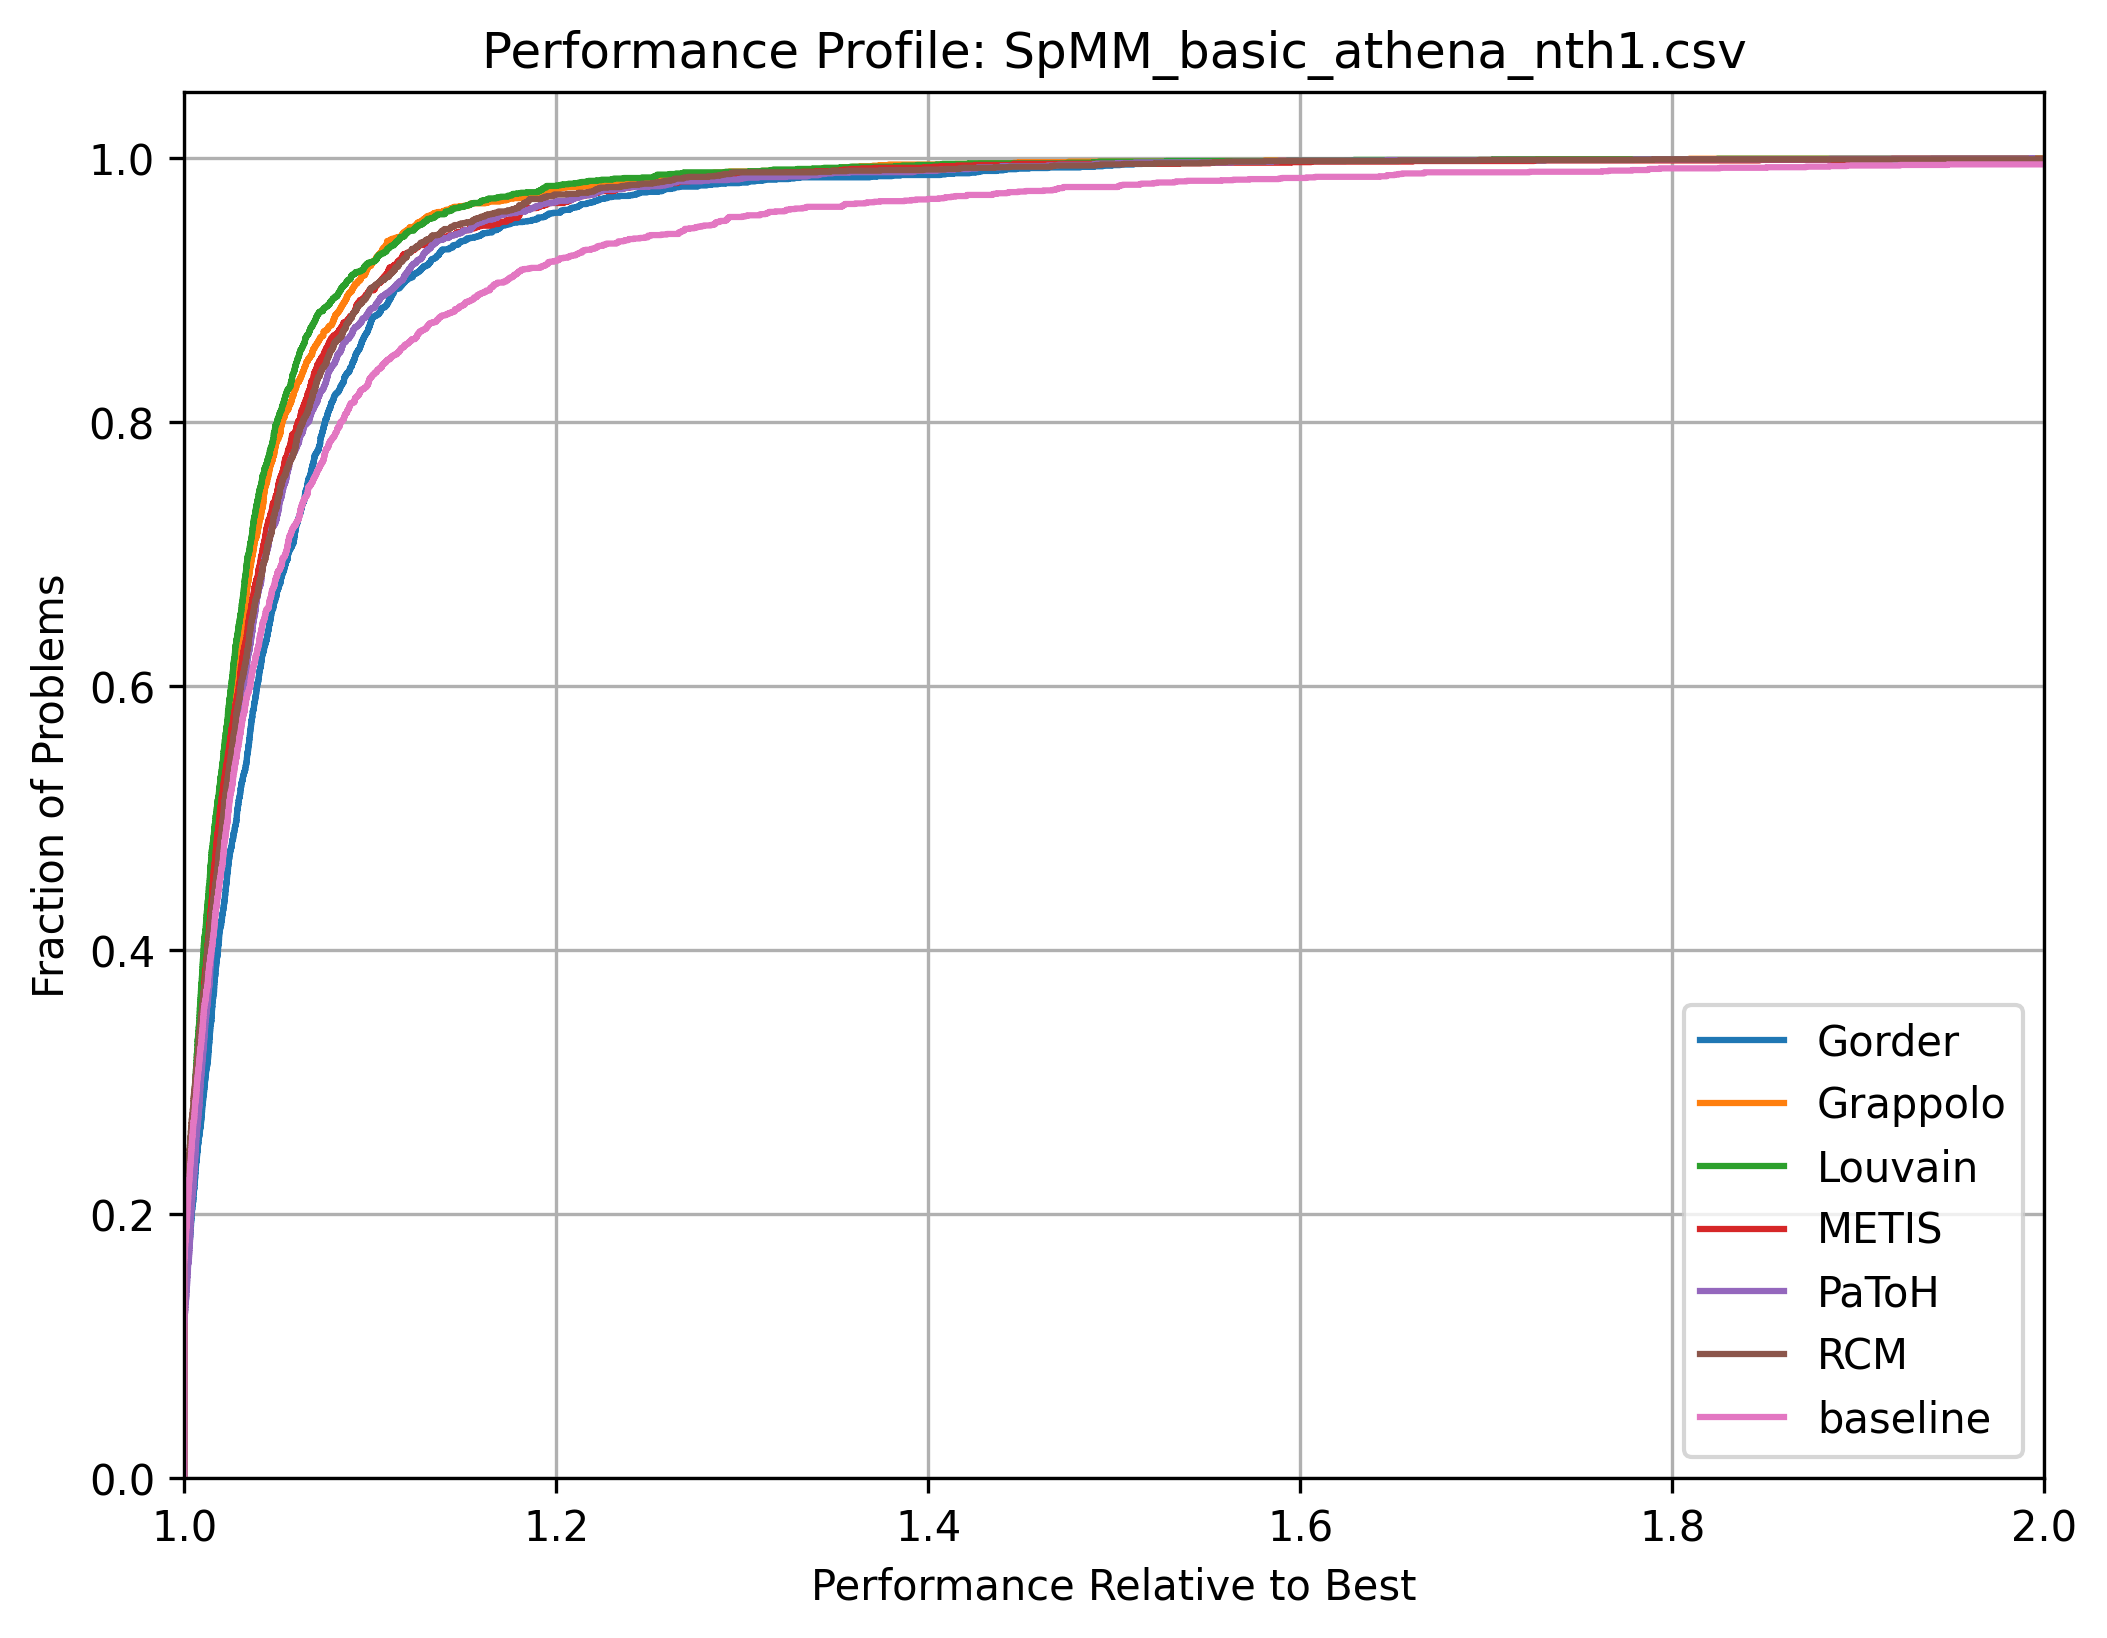 Performance Profile: SpMM_basic_athena_nth1.csv
1.0
0.8
0.6
0.4
0.2
0.0
Fraction of Problems
Gorder
Grappolo
Louvain
METIS
PaToH
RCM
baseline
1.0 1.2 1.4 1.6 1.8 2.0
Performance Relative to Best